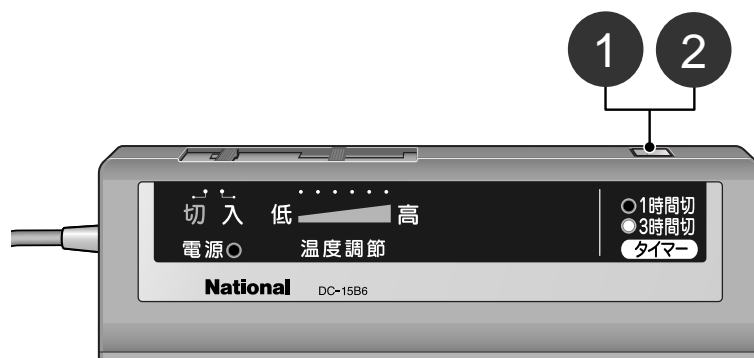 1 2
切 入 低 高
電源 温度調節
1時間切
3時間切
タイマー
National DC-15B6